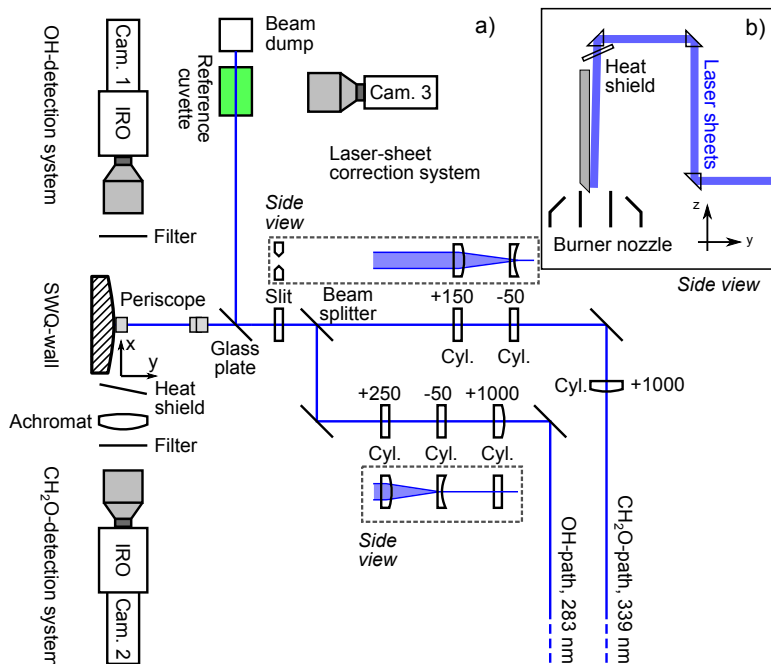 a)
Beam
dump
OH-detection system
Cam. 1
IRO
Reference
cuvette
Cam. 3
Laser-sheet
correction system
b)
Heat
shield
Laser sheets
Burner nozzle
z
y
Side view
Filter
Side
view
SWQ-wall
Periscope
Slit
Beam
splitter
+150
-50
Glass
plate
Cyl.
Cyl.
x
y
Heat
shield
Achromat
Filter
+250
-50
+1000
Cyl.
Cyl.
Cyl.
Cyl.
+1000
Side
view
CH₂O-detection system
IRO
Cam. 2
OH-path, 283 nm
CH₂O-path, 339 nm